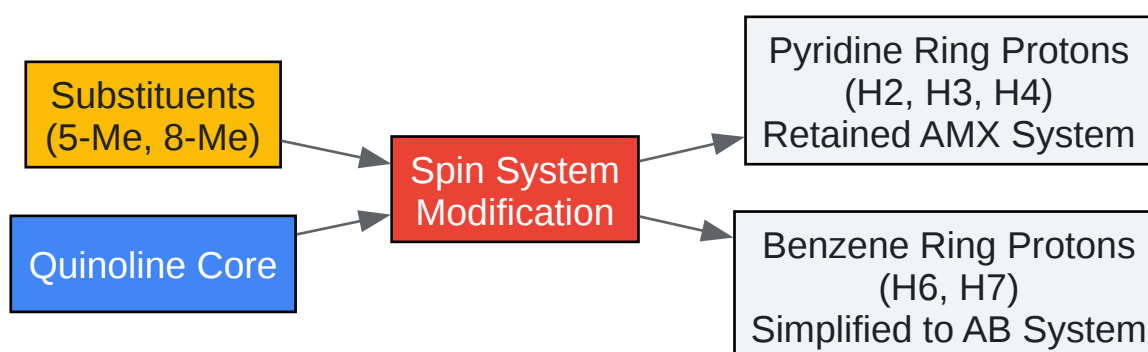 Substituents
(5-Me, 8-Me)
Quinoline Core
Spin System
Modification
Pyridine Ring Protons
(H2, H3, H4)
Retained AMX System
Benzene Ring Protons
(H6, H7)
Simplified to AB System